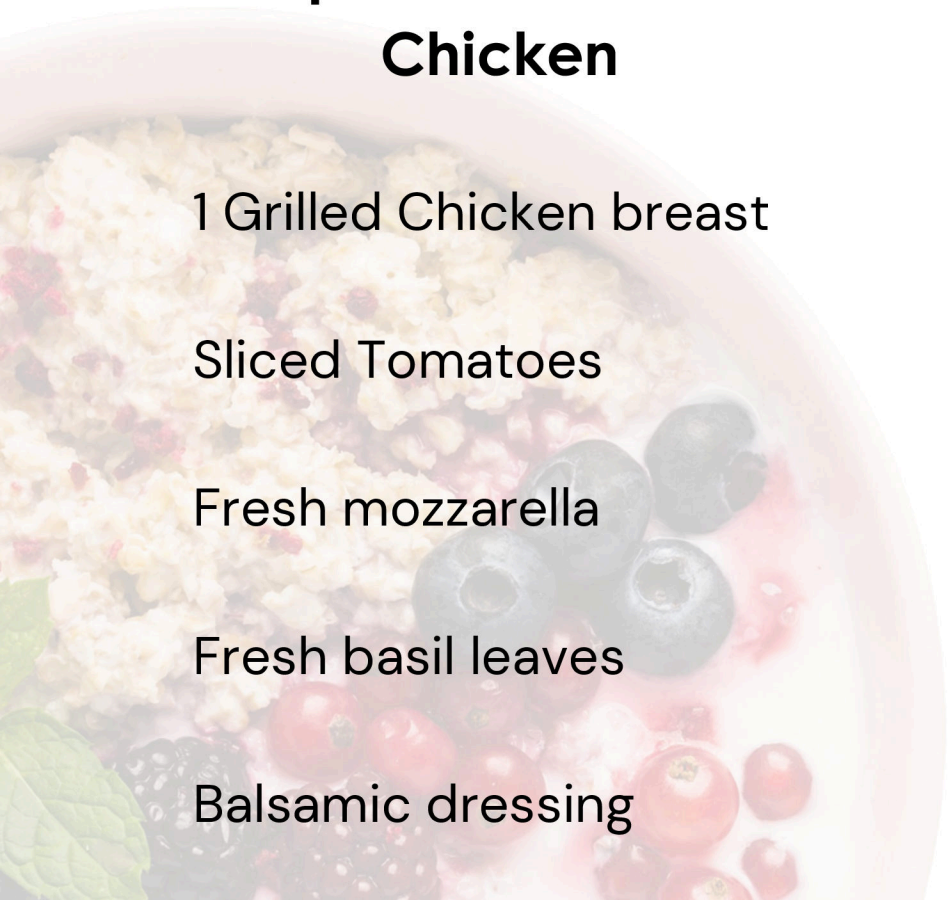 Chicken
1 Grilled Chicken breast
Sliced Tomatoes
Fresh mozzarella
Fresh basil leaves
Balsamic dressing